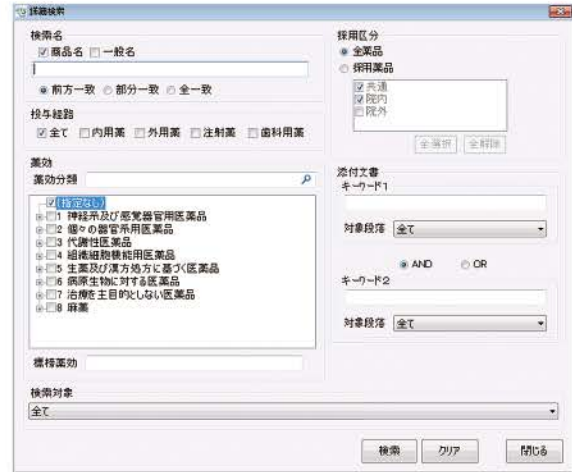 詳細検索
検索名
商品名 一般名
前方一致 部分一致 全一致
投与経路
全て 内用薬 外用薬 注射薬 歯科用薬
薬効
薬効分類
(指定なし)
1 神経系及び感覚器官用医薬品
2 個々の器官系用医薬品
3 代謝性医薬品
4 組織細胞機能用医薬品
5 生薬及び漢方処方に基づく医薬品
6 病原生物に対する医薬品
7 治療を主目的としない医薬品
8 麻薬
標榜薬効
採用区分
全薬品
採用薬品
共通
院内
院外
全選択 全解除
添付文書
キーワード1
対象段落 全て
AND OR
キーワード2
対象段落 全て
検索対象
全て
検索 クリア 閉じる